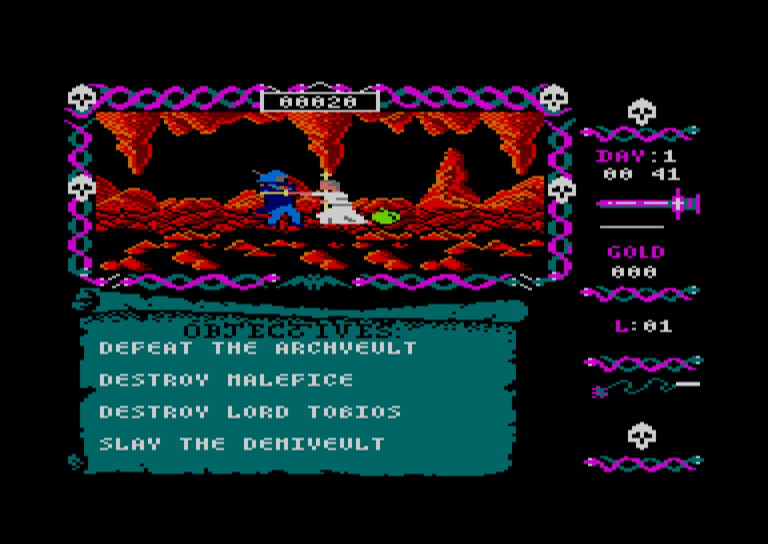 00020
DAY:1
00 41
GOLD
000
L:01
OBJECTIVES:
DEFEAT THE ARCHVEULT
DESTROY MALEFICE
DESTROY LORD TOBIOS
SLAY THE DEMIVEULT